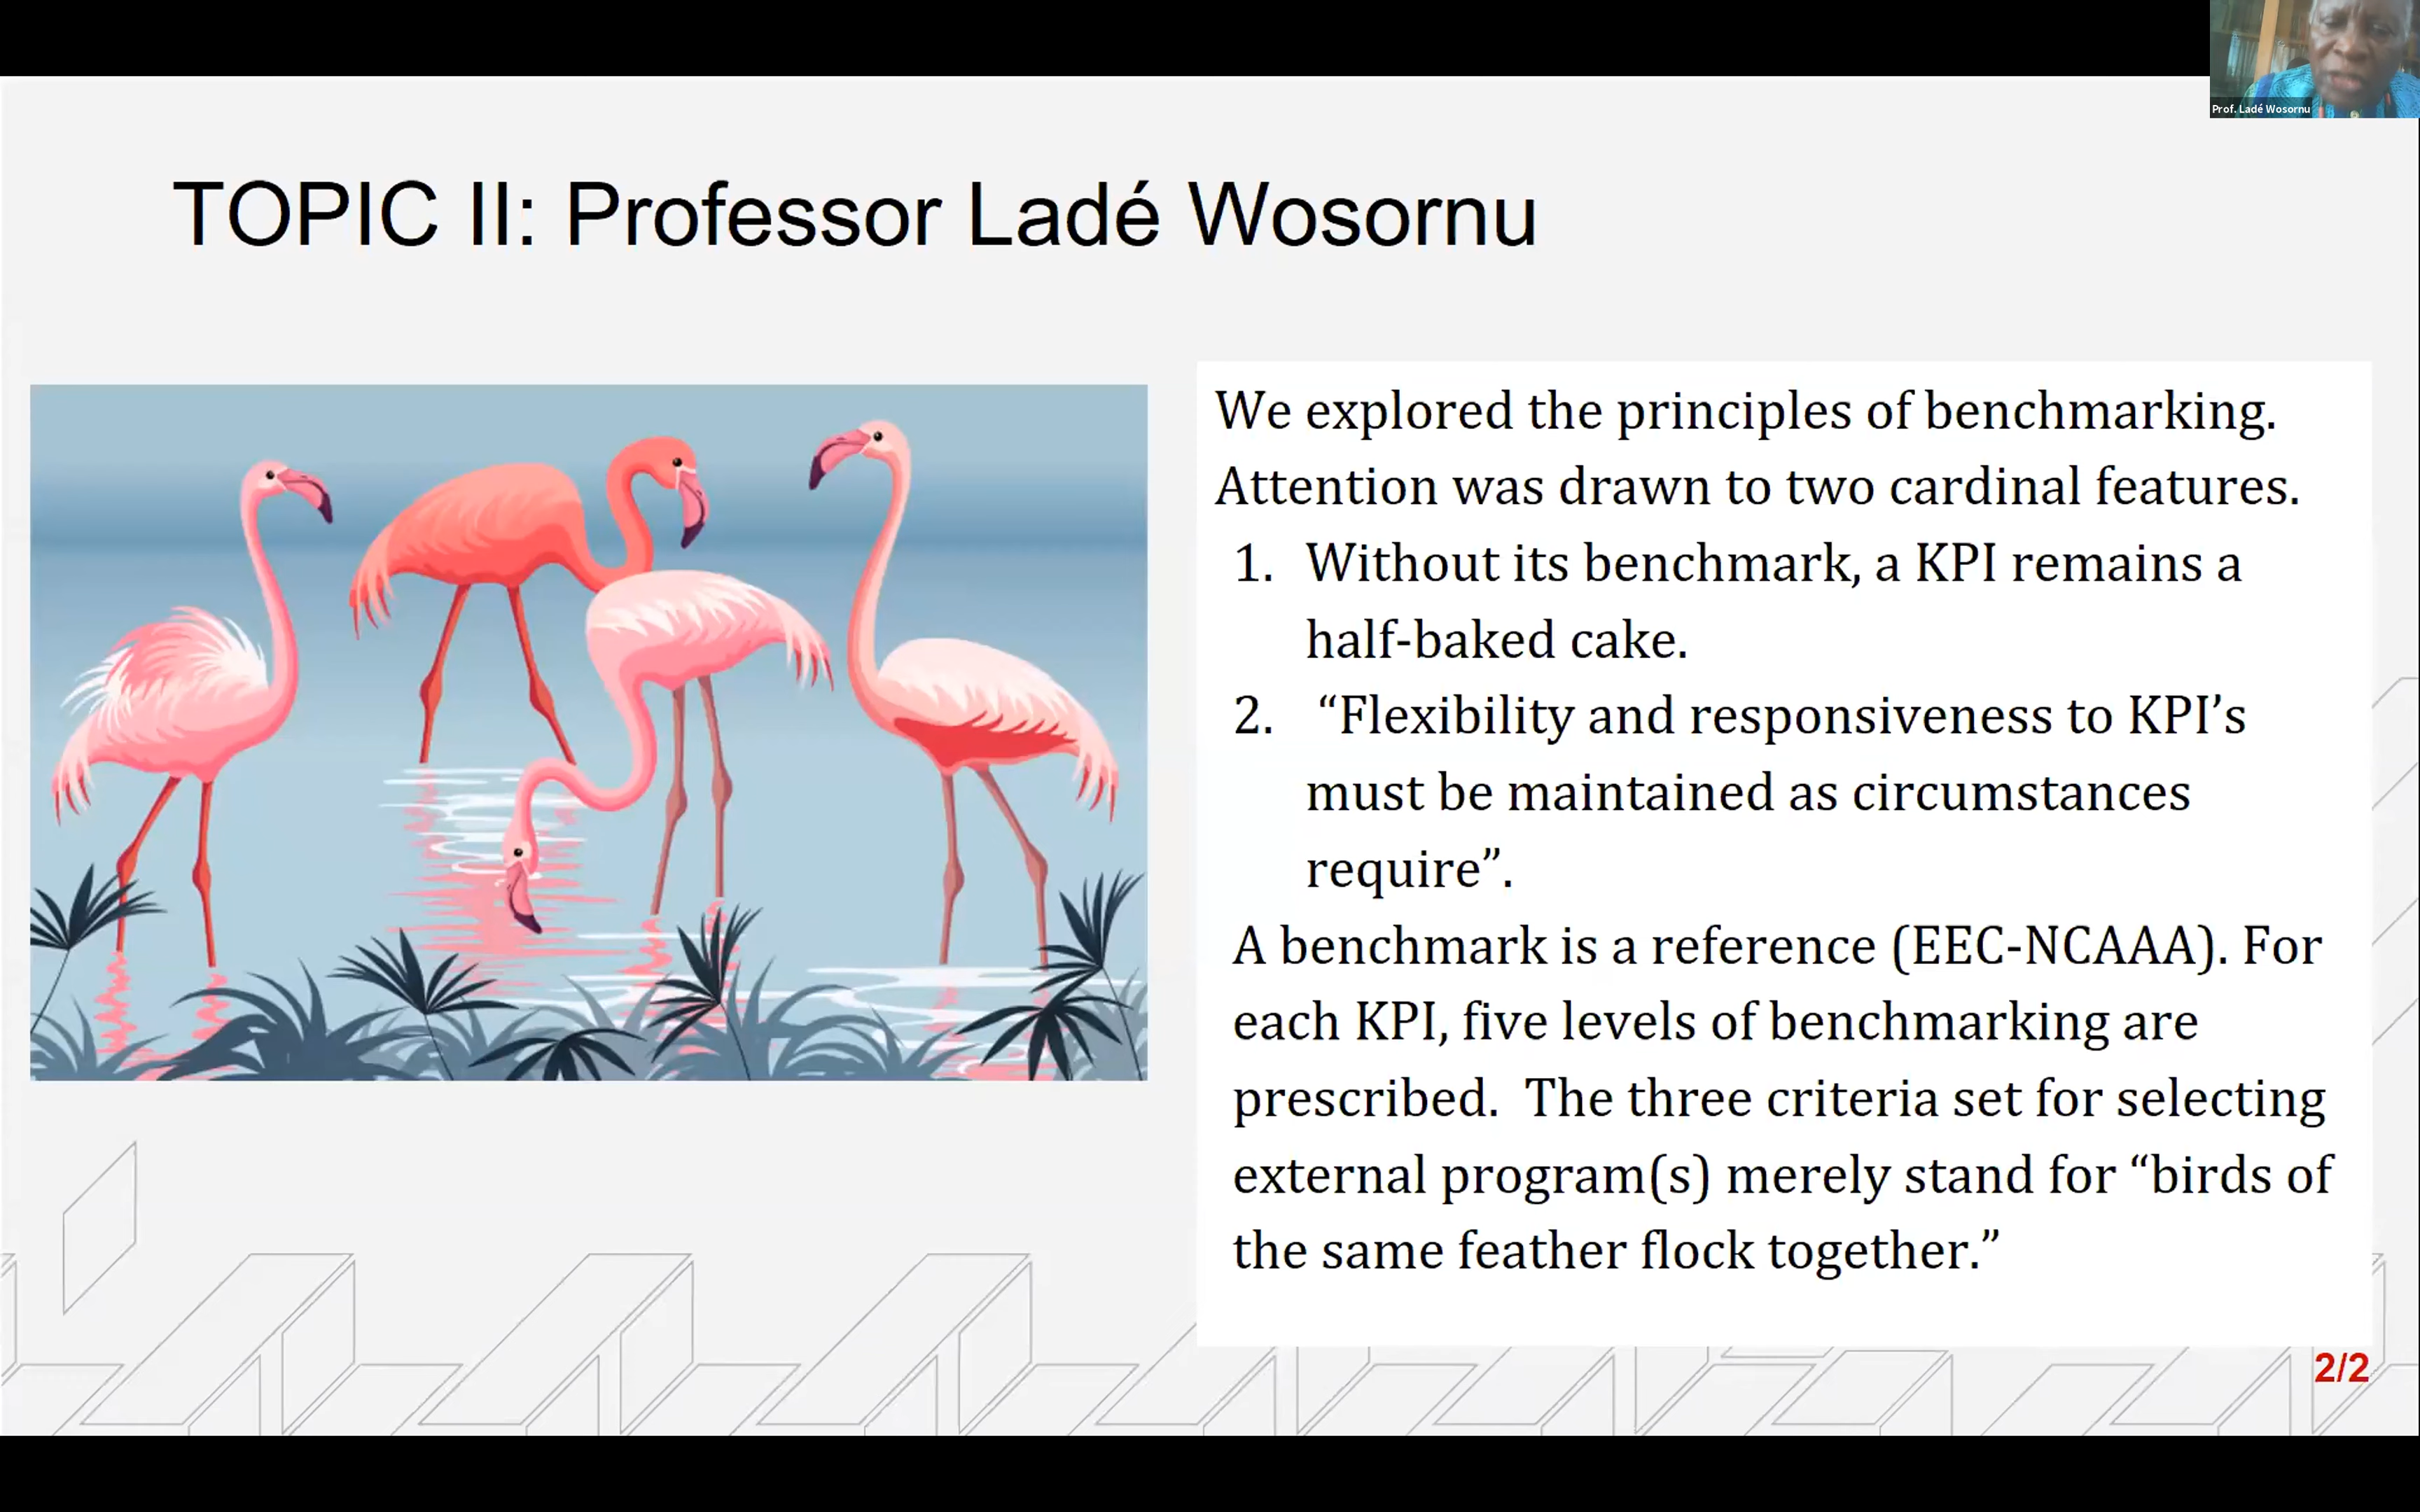 Prof. Ladé Wosornu
TOPIC II: Professor Ladé Wosornu
We explored the principles of benchmarking.
Attention was drawn to two cardinal features.
1. Without its benchmark, a KPI remains a
half-baked cake.
2. “Flexibility and responsiveness to KPI’s
must be maintained as circumstances
require”.
A benchmark is a reference (EEC-NCAAA). For
each KPI, five levels of benchmarking are
prescribed. The three criteria set for selecting
external program(s) merely stand for “birds of
the same feather flock together.”
2/2